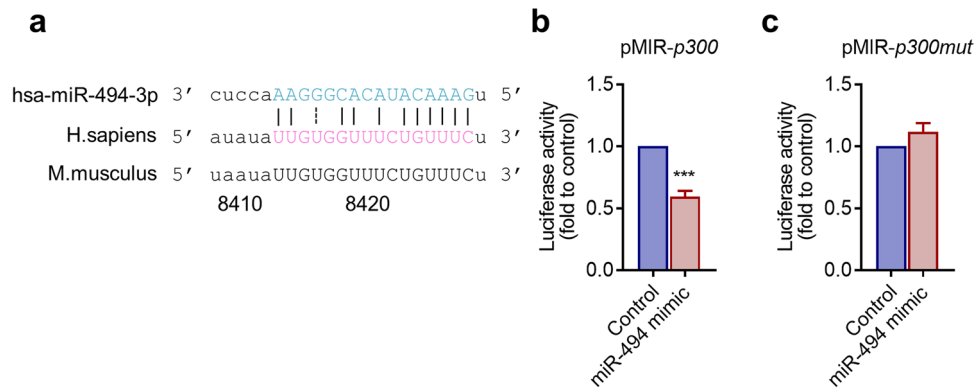 a
hsa-miR-494-3p 3′ cuccaAAGGGCACAUACAAAGu 5′
H.sapiens 5′ auauaUUGUGGUUUCUGUUUCu 3′
M.musculus 5′ uaauaUUGUGGUUUCUGUUUCu 3′
8410 8420
b
pMIR-p300
Luciferase activity
(fold to control)
1.5
1.0
0.5
0.0
***
Control
miR-494 mimic
c
pMIR-p300mut
Luciferase activity
(fold to control)
1.5
1.0
0.5
0.0
Control
miR-494 mimic